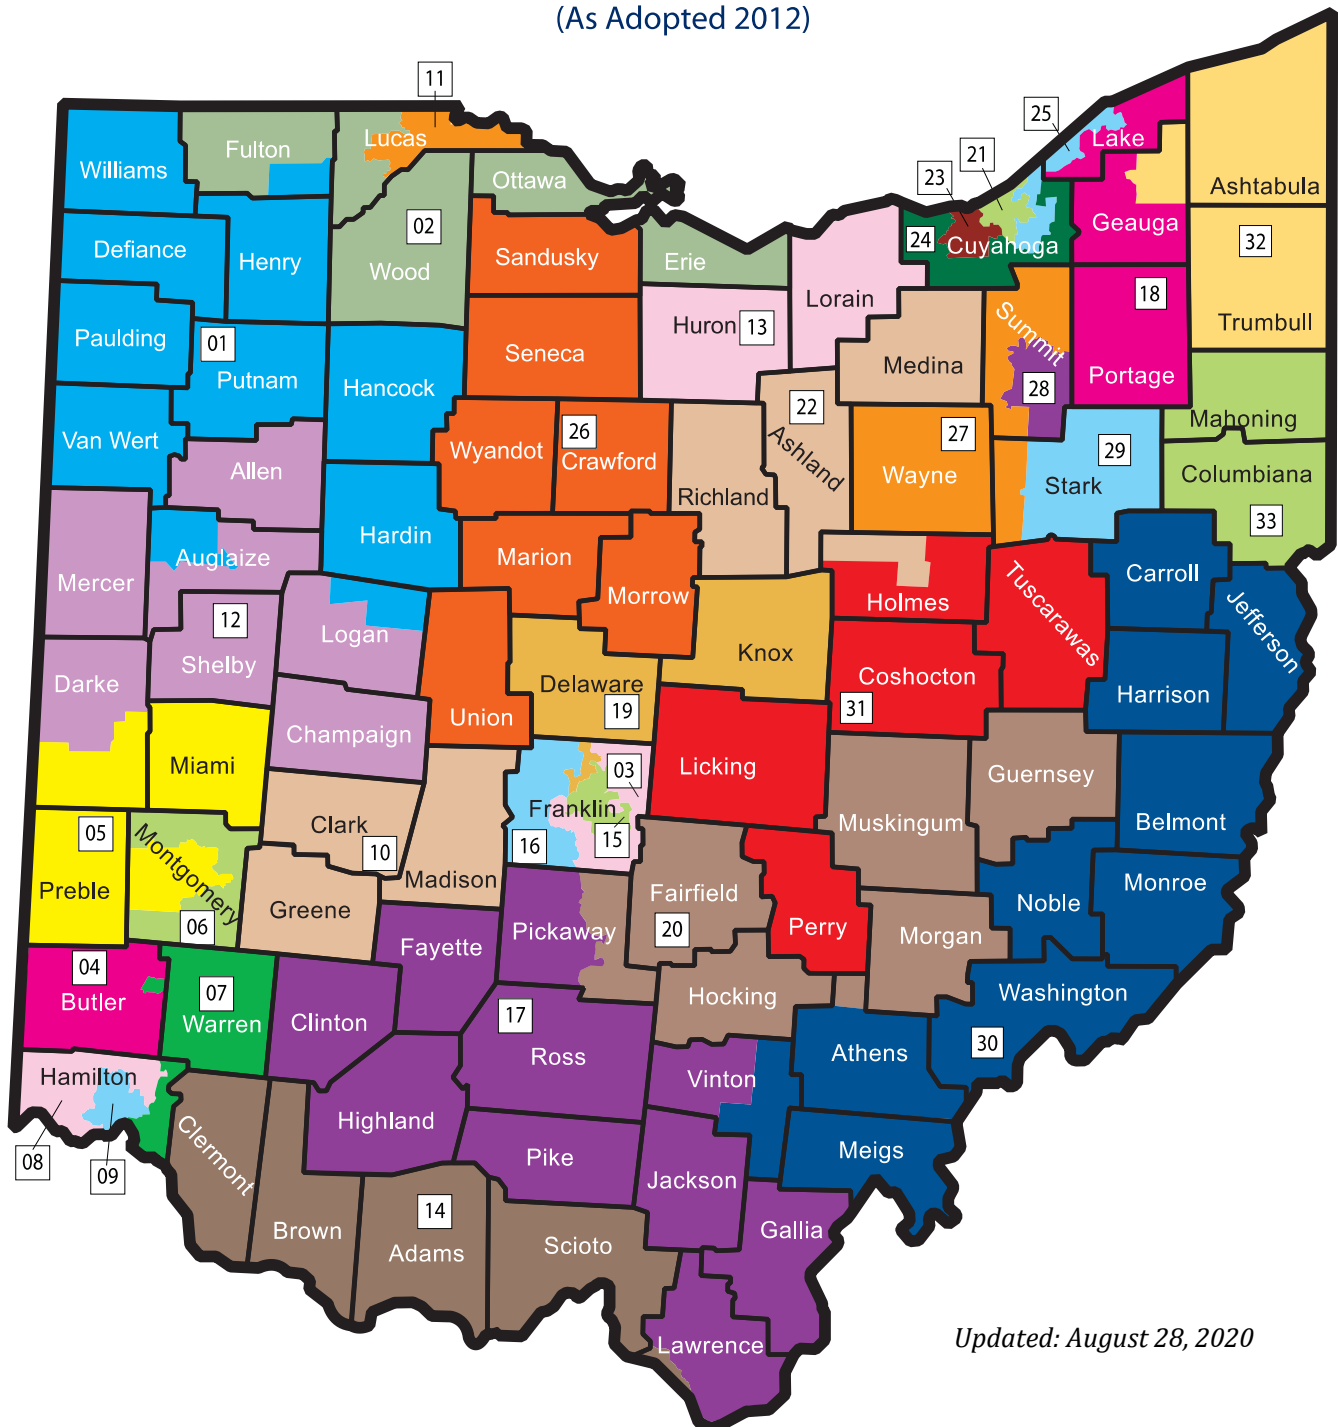 (As Adopted 2012)
11
25
21
23
Williams
Fulton
Lucas
Lake
Ottawa
Ashtabula
Defiance
Henry
02
Wood
Sandusky
Erie
24
Cuyahoga
Geauga
32
Paulding
01
Putnam
Hancock
Seneca
Huron
13
Lorain
Medina
Summit
28
18
Portage
Trumbull
Van Wert
Allen
Wyandot
26
Crawford
Richland
22
Ashland
27
Wayne
29
Stark
Mahoning
Columbiana
33
Mercer
Auglaize
Hardin
Marion
Morrow
Holmes
Tuscarawas
Carroll
Jefferson
12
Shelby
Logan
Knox
Darke
Union
Delaware
19
Coshocton
31
Harrison
Miami
Champaign
Licking
Guernsey
03
Franklin
16
15
Muskingum
Belmont
05
Preble
Montgomery
06
Clark
10
Madison
Greene
Fairfield
20
Perry
Noble
Monroe
Fayette
Pickaway
Morgan
04
Butler
07
Warren
Clinton
17
Ross
Hocking
Washington
30
Athens
Hamilton
08
09
Clermont
Highland
Pike
Vinton
Jackson
Meigs
Brown
14
Adams
Scioto
Gallia
Lawrence
Updated: August 28, 2020